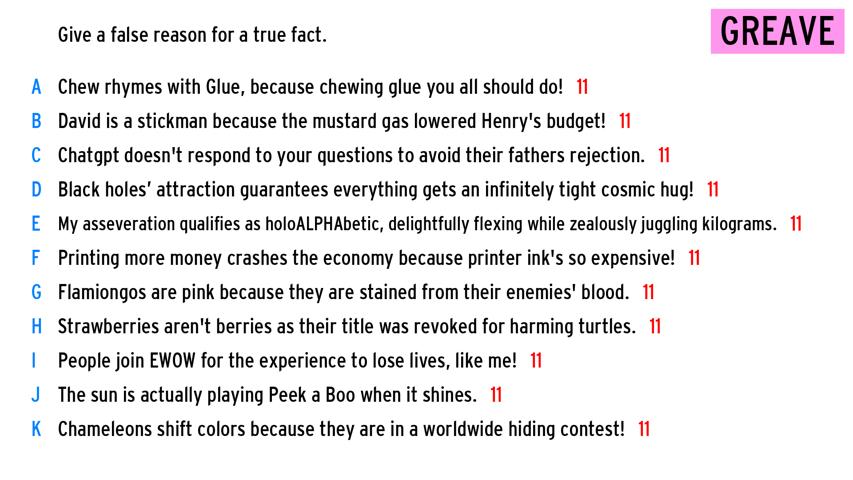 Give a false reason for a true fact.
GREAVE
A Chew rhymes with Glue, because chewing glue you all should do! 11
B David is a stickman because the mustard gas lowered Henry's budget! 11
C Chatgpt doesn't respond to your questions to avoid their fathers rejection. 11
D Black holes’ attraction guarantees everything gets an infinitely tight cosmic hug! 11
E My asseveration qualifies as holoALPHAbetic, delightfully flexing while zealously juggling kilograms. 11
F Printing more money crashes the economy because printer ink's so expensive! 11
G Flamiongos are pink because they are stained from their enemies' blood. 11
H Strawberries aren't berries as their title was revoked for harming turtles. 11
I People join EWOW for the experience to lose lives, like me! 11
J The sun is actually playing Peek a Boo when it shines. 11
K Chameleons shift colors because they are in a worldwide hiding contest! 11